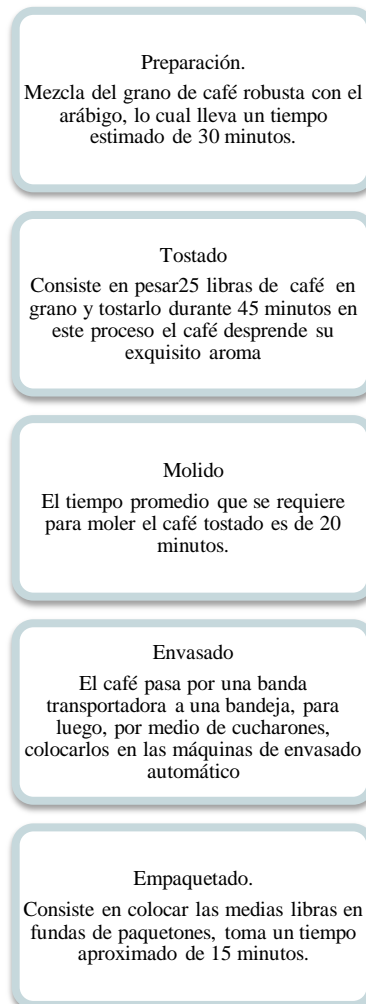 Preparación.
Mezcla del grano de café robusta con el
arábigo, lo cual lleva un tiempo
estimado de 30 minutos.
Tostado
Consiste en pesar25 libras de café en
grano y tostarlo durante 45 minutos en
este proceso el café desprende su
exquisito aroma
Molido
El tiempo promedio que se requiere
para moler el café tostado es de 20
minutos.
Envasado
El café pasa por una banda
transportadora a una bandeja, para
luego, por medio de cucharones,
colocarlos en las máquinas de envasado
automático
Empaquetado.
Consiste en colocar las medias libras en
fundas de paquetones, toma un tiempo
aproximado de 15 minutos.